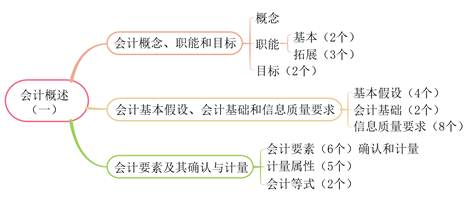 会计概述
（一）
会计概念、职能和目标
概念
职能
基本（2个）
拓展（3个）
目标（2个）
会计基本假设、会计基础和信息质量要求
基本假设（4个）
会计基础（2个）
信息质量要求（8个）
会计要素及其确认与计量
会计要素（6个）确认和计量
计量属性（5个）
会计等式（2个）